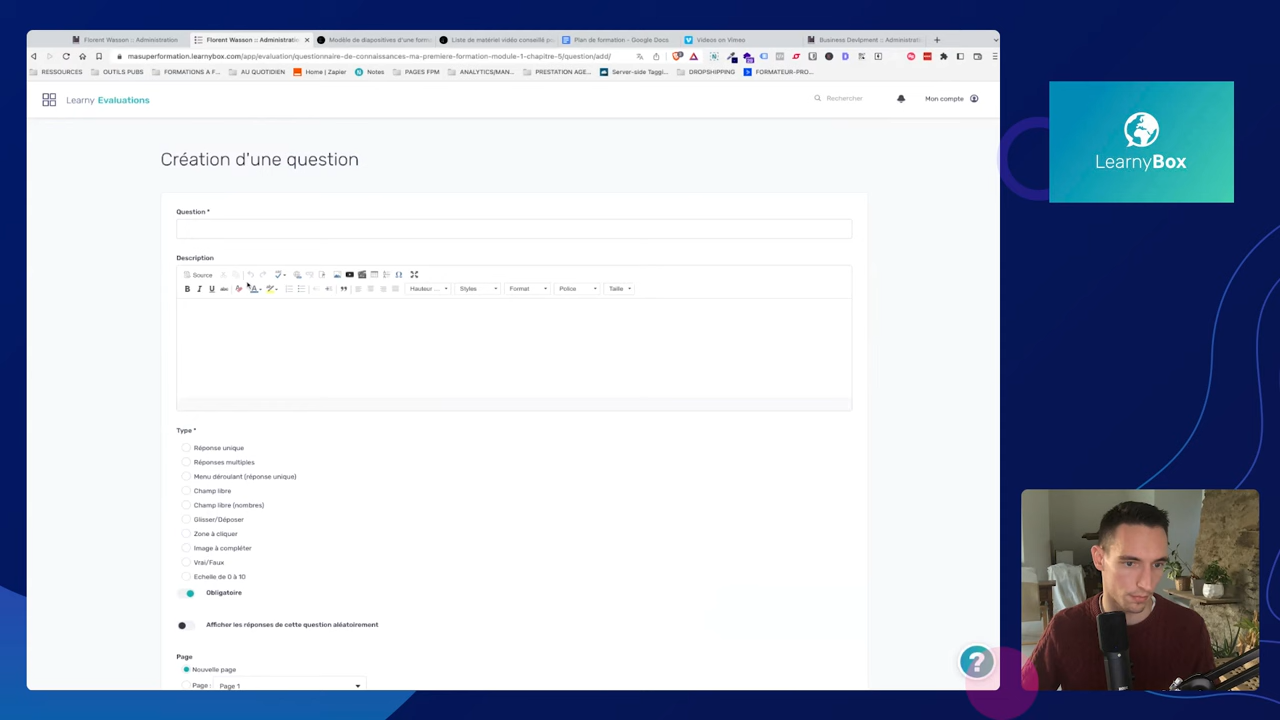 Florent Wasson :: Administration
Florent Wasson :: Administratio
Modèle de diapositives d'une form
Liste de matériel vidéo conseillé p
Plan de formation - Google Docs
Videos on Vimeo
Business Devlpment :: Administrat
masuperformation.learnybox.com/app/evaluation/questionnaire-de-connaissances-ma-premiere-formation-module-1-chapitre-5/question/add/
RESSOURCES
OUTILS PUBS
FORMATIONS A F...
AU QUOTIDIEN
Home | Zapier
Notes
PAGES FPM
ANALYTICS/MAN...
PRESTATION AGE...
Server-side Taggi...
DROPSHIPPING
FORMATEUR-PRO...
Learny Evaluations
Rechercher
Mon compte
LearnyBox
Création d'une question
Question *
Description
Source
B I U abc
Hauteur ...
Styles
Format
Police
Taille
Type *
Réponse unique
Réponses multiples
Menu déroulant (réponse unique)
Champ libre
Champ libre (nombres)
Glisser/Déposer
Zone à cliquer
Image à compléter
Vrai/Faux
Echelle de 0 à 10
Obligatoire
Afficher les réponses de cette question aléatoirement
Page
Nouvelle page
Page : Page 1
?